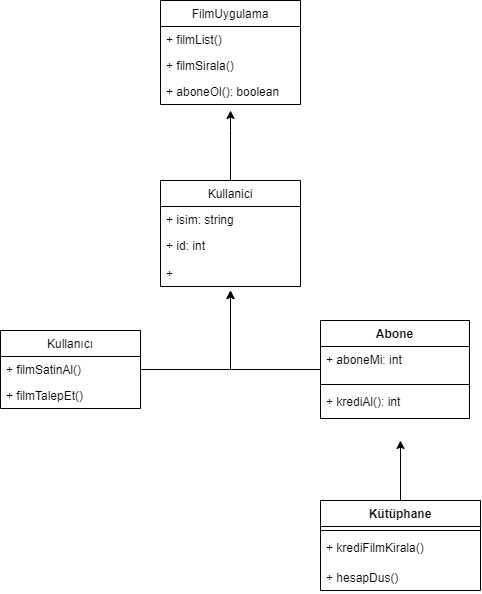 FilmUygulama
+ filmList()
+ filmSirala()
+ aboneOl(): boolean
Kullanici
+ isim: string
+ id: int
+
Kullanıcı
+ filmSatinAl()
+ filmTalepEt()
Abone
+ aboneMi: int
+ krediAl(): int
Kütüphane
+ krediFilmKirala()
+ hesapDus()